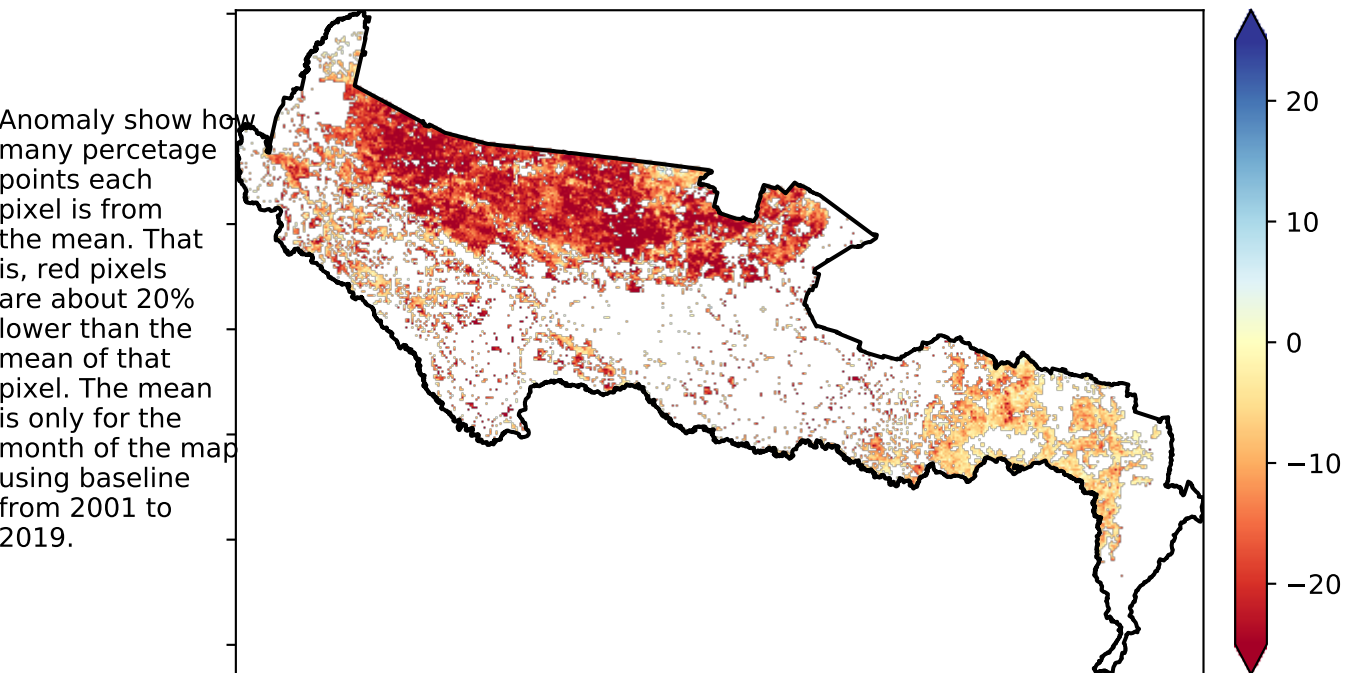 Anomaly show how
many percetage
points each
pixel is from
the mean. That
is, red pixels
are about 20%
lower than the
mean of that
pixel. The mean
is only for the
month of the map
using baseline
from 2001 to
2019.
20
10
0
−10
−20